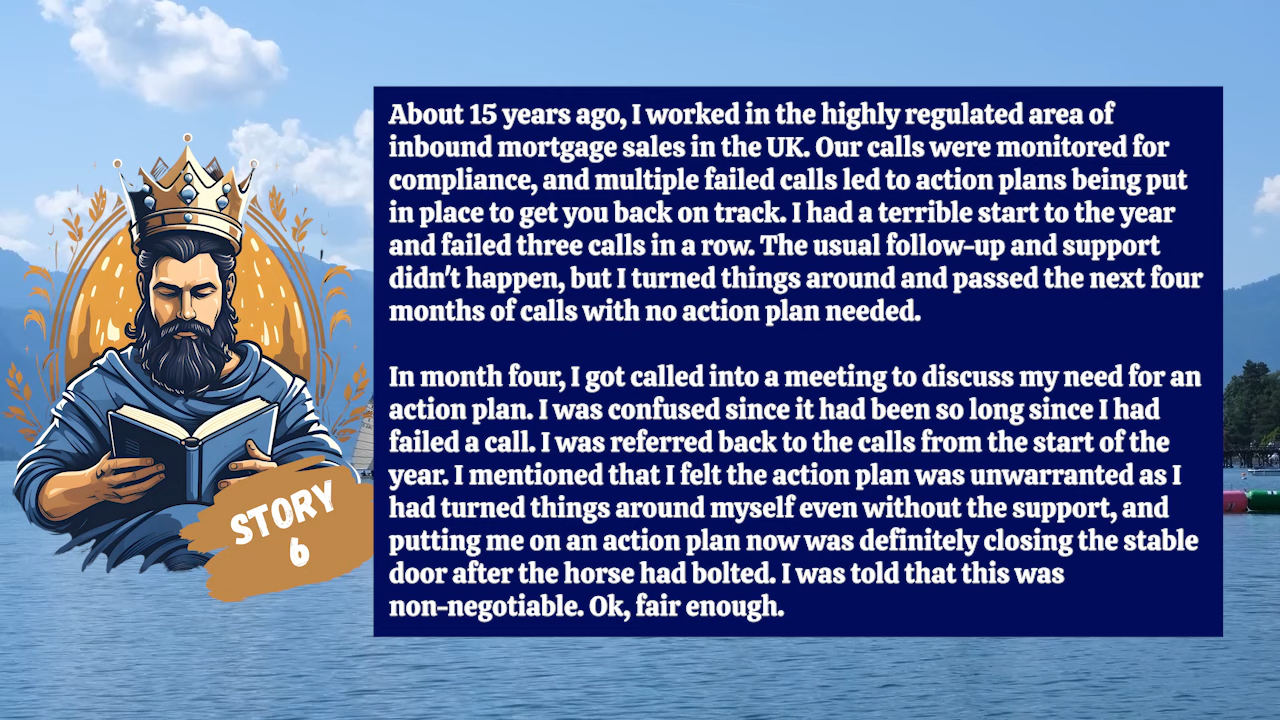 About 15 years ago, I worked in the highly regulated area of
inbound mortgage sales in the UK. Our calls were monitored for
compliance, and multiple failed calls led to action plans being put
in place to get you back on track. I had a terrible start to the year
and failed three calls in a row. The usual follow-up and support
didn't happen, but I turned things around and passed the next four
months of calls with no action plan needed.
In month four, I got called into a meeting to discuss my need for an
action plan. I was confused since it had been so long since I had
failed a call. I was referred back to the calls from the start of the
year. I mentioned that I felt the action plan was unwarranted as I
had turned things around myself even without the support, and
putting me on an action plan now was definitely closing the stable
door after the horse had bolted. I was told that this was
non-negotiable. Ok, fair enough.
STORY
6